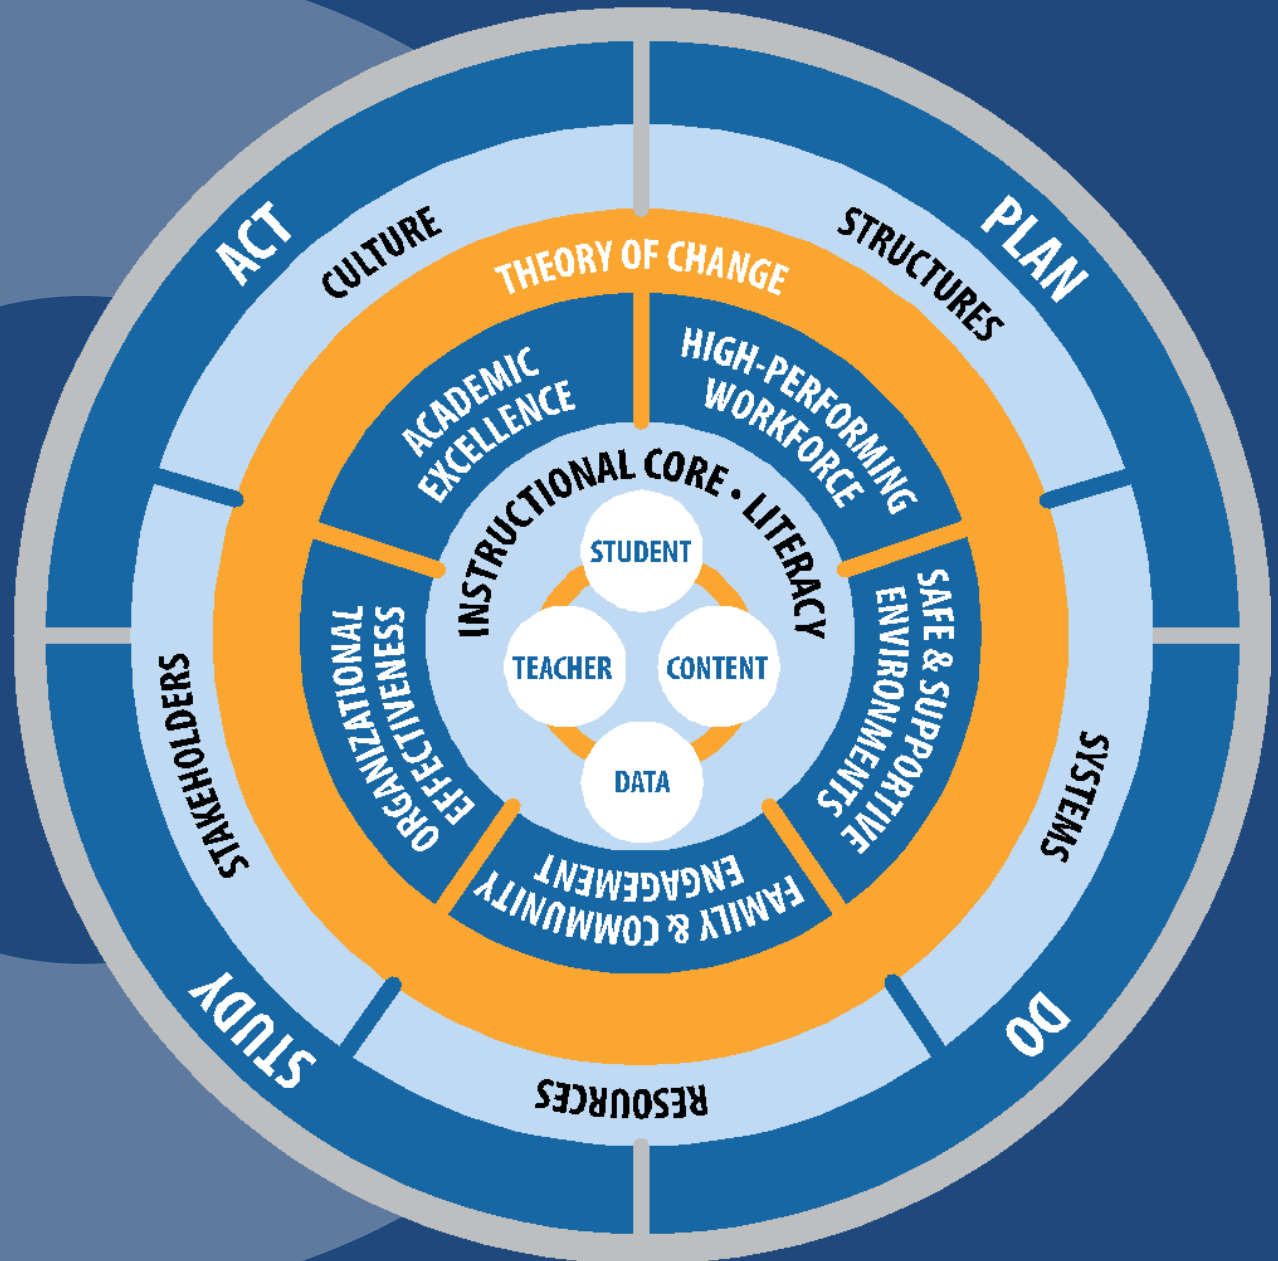 ACT
PLAN
DO
STUDY
CULTURE
STRUCTURES
SYSTEMS
RESOURCES
STAKEHOLDERS
THEORY OF CHANGE
ACADEMIC
EXCELLENCE
HIGH-PERFORMING
WORKFORCE
SAFE & SUPPORTIVE
ENVIRONMENTS
FAMILY & COMMUNITY
ENGAGEMENT
ORGANIZATIONAL
EFFECTIVENESS
INSTRUCTIONAL CORE • LITERACY
STUDENT
TEACHER
CONTENT
DATA